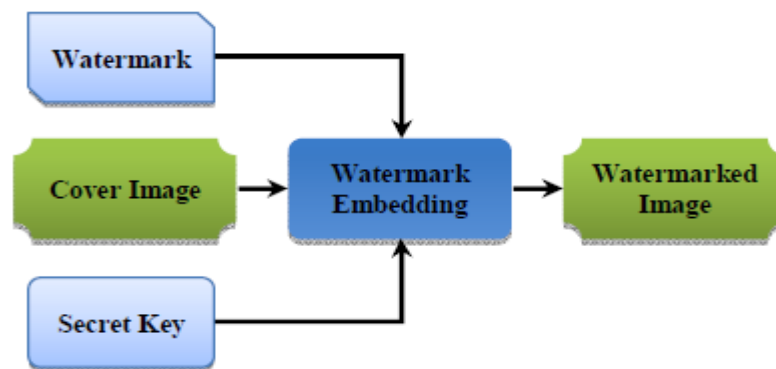 Watermark
Cover Image
Watermark
Embedding
Watermarked
Image
Secret Key